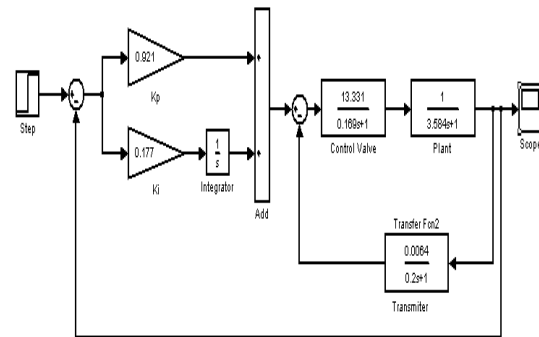 Step
0.921
Kp
0.177
Ki
1
s
Integrator
Add
13.331
0.169s+1
Control Valve
1
3.584s+1
Plant
Scope
Transfer Fcn2
0.0064
0.2s+1
Transmiter